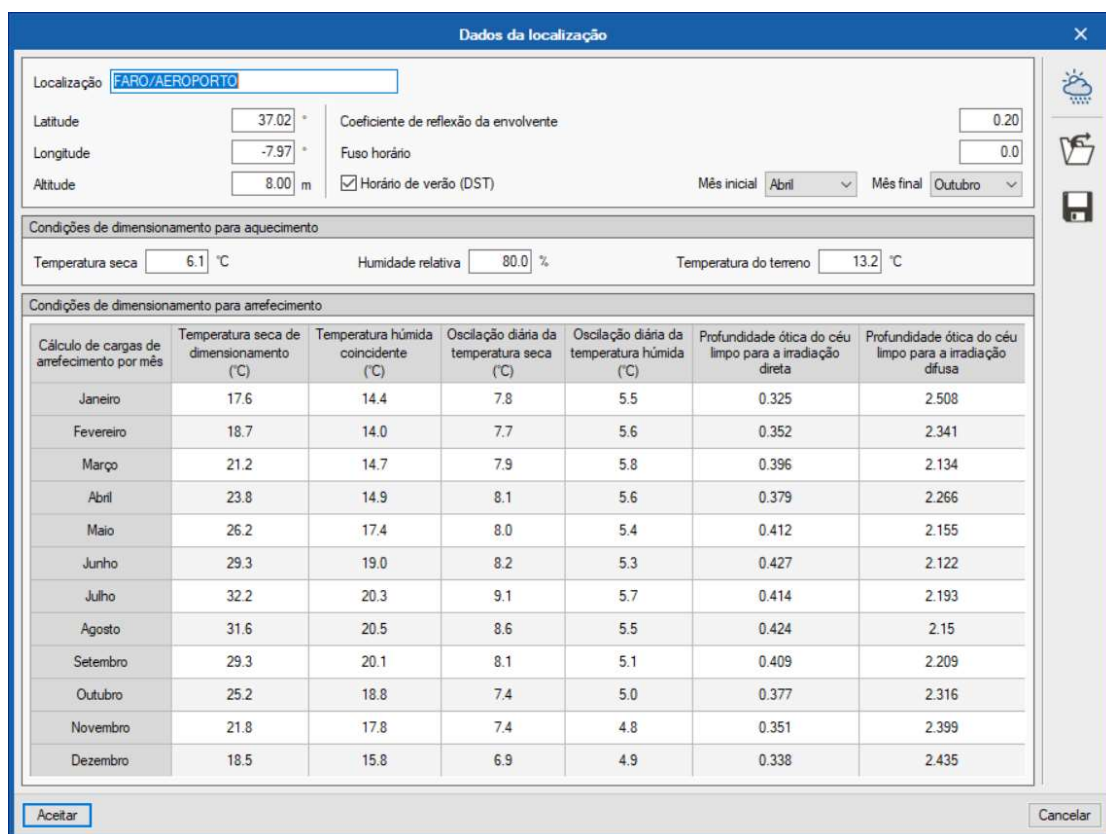 Dados da localização
Localização FARO/AEROPORTO
Latitude 37.02 ° Coeficiente de reflexão da envolvente 0.20
Longitude -7.97 ° Fuso horário 0.0
Altitude 8.00 m Horário de verão (DST) Mês inicial Abril Mês final Outubro
Condições de dimensionamento para aquecimento
Temperatura seca 6.1 °C Humidade relativa 80.0 % Temperatura do terreno 13.2 °C
Condições de dimensionamento para arrefecimento
Cálculo de cargas de arrefecimento por mês Temperatura seca de dimensionamento (°C) Temperatura húmida coincidente (°C) Oscilação diária da temperatura seca (°C) Oscilação diária da temperatura húmida (°C) Profundidade ótica do céu limpo para a irradiação direta Profundidade ótica do céu limpo para a irradiação difusa
Janeiro 17.6 14.4 7.8 5.5 0.325 2.508
Fevereiro 18.7 14.0 7.7 5.6 0.352 2.341
Março 21.2 14.7 7.9 5.8 0.396 2.134
Abril 23.8 14.9 8.1 5.6 0.379 2.266
Maio 26.2 17.4 8.0 5.4 0.412 2.155
Junho 29.3 19.0 8.2 5.3 0.427 2.122
Julho 32.2 20.3 9.1 5.7 0.414 2.193
Agosto 31.6 20.5 8.6 5.5 0.424 2.15
Setembro 29.3 20.1 8.1 5.1 0.409 2.209
Outubro 25.2 18.8 7.4 5.0 0.377 2.316
Novembro 21.8 17.8 7.4 4.8 0.351 2.399
Dezembro 18.5 15.8 6.9 4.9 0.338 2.435
Aceitar Cancelar